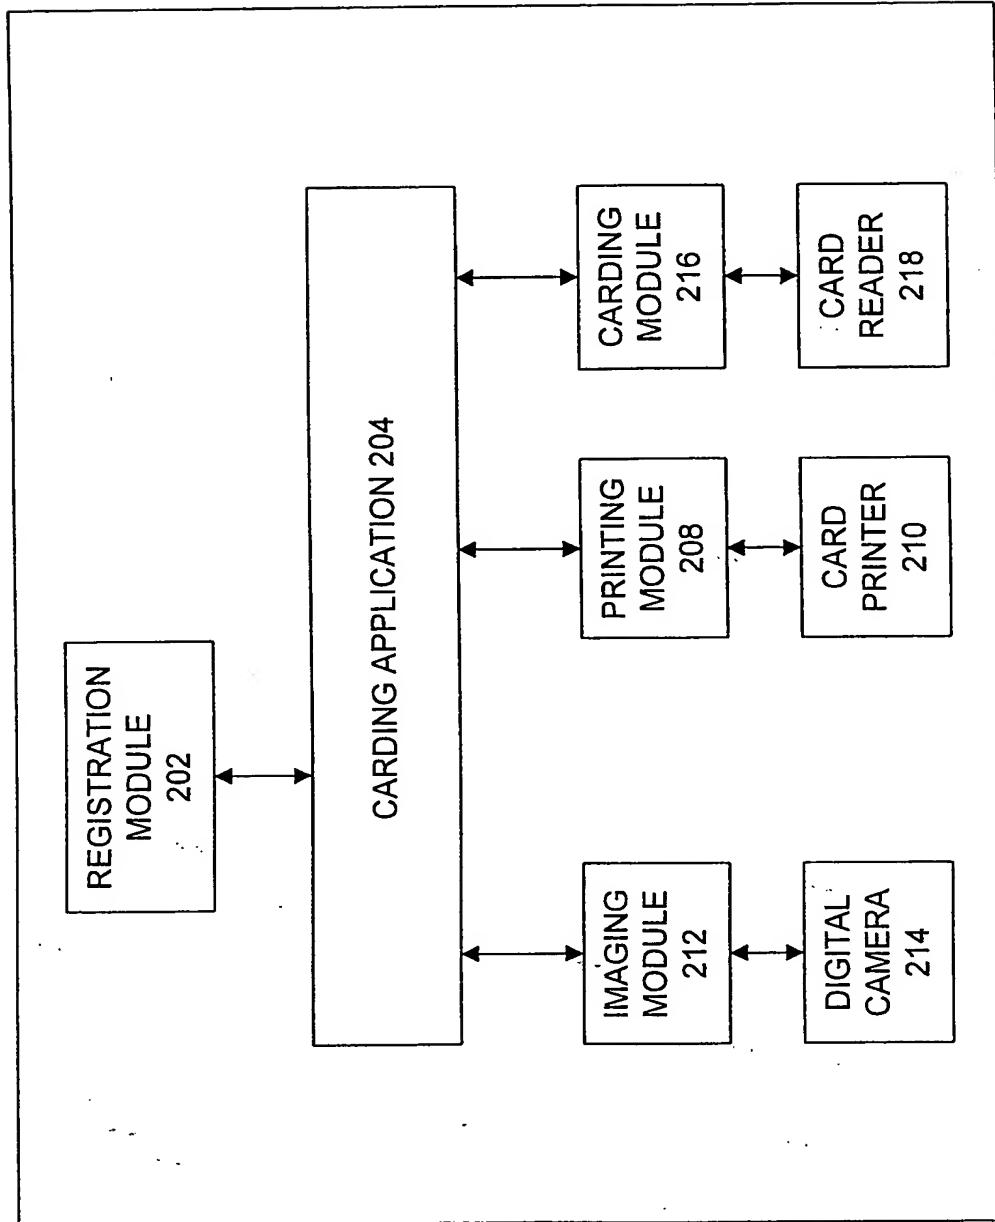 REGISTRATION
MODULE
202
CARDING APPLICATION 204
IMAGING
MODULE
212
PRINTING
MODULE
208
CARDING
MODULE
216
DIGITAL
CAMERA
214
CARD
PRINTER
210
CARD
READER
218